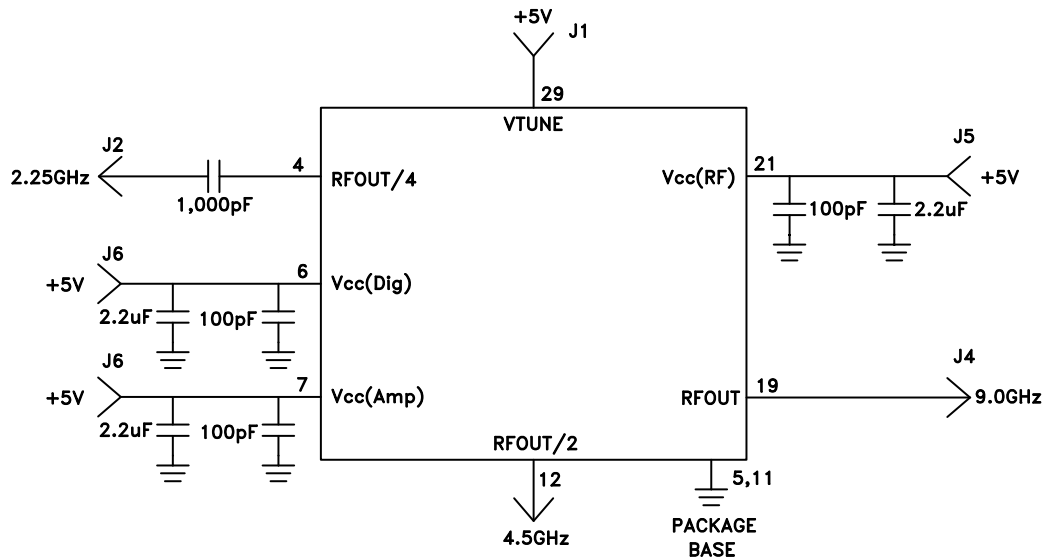 +5V
J1
29
VTUNE
J2
2.25GHz
1,000pF
4
RFOUT/4
Vcc(RF)
21
J5
+5V
100pF
2.2uF
J6
+5V
6
Vcc(Dig)
2.2uF
100pF
J6
+5V
7
Vcc(Amp)
2.2uF
100pF
RFOUT
19
J4
9.0GHz
RFOUT/2
12
4.5GHz
5,11
PACKAGE
BASE